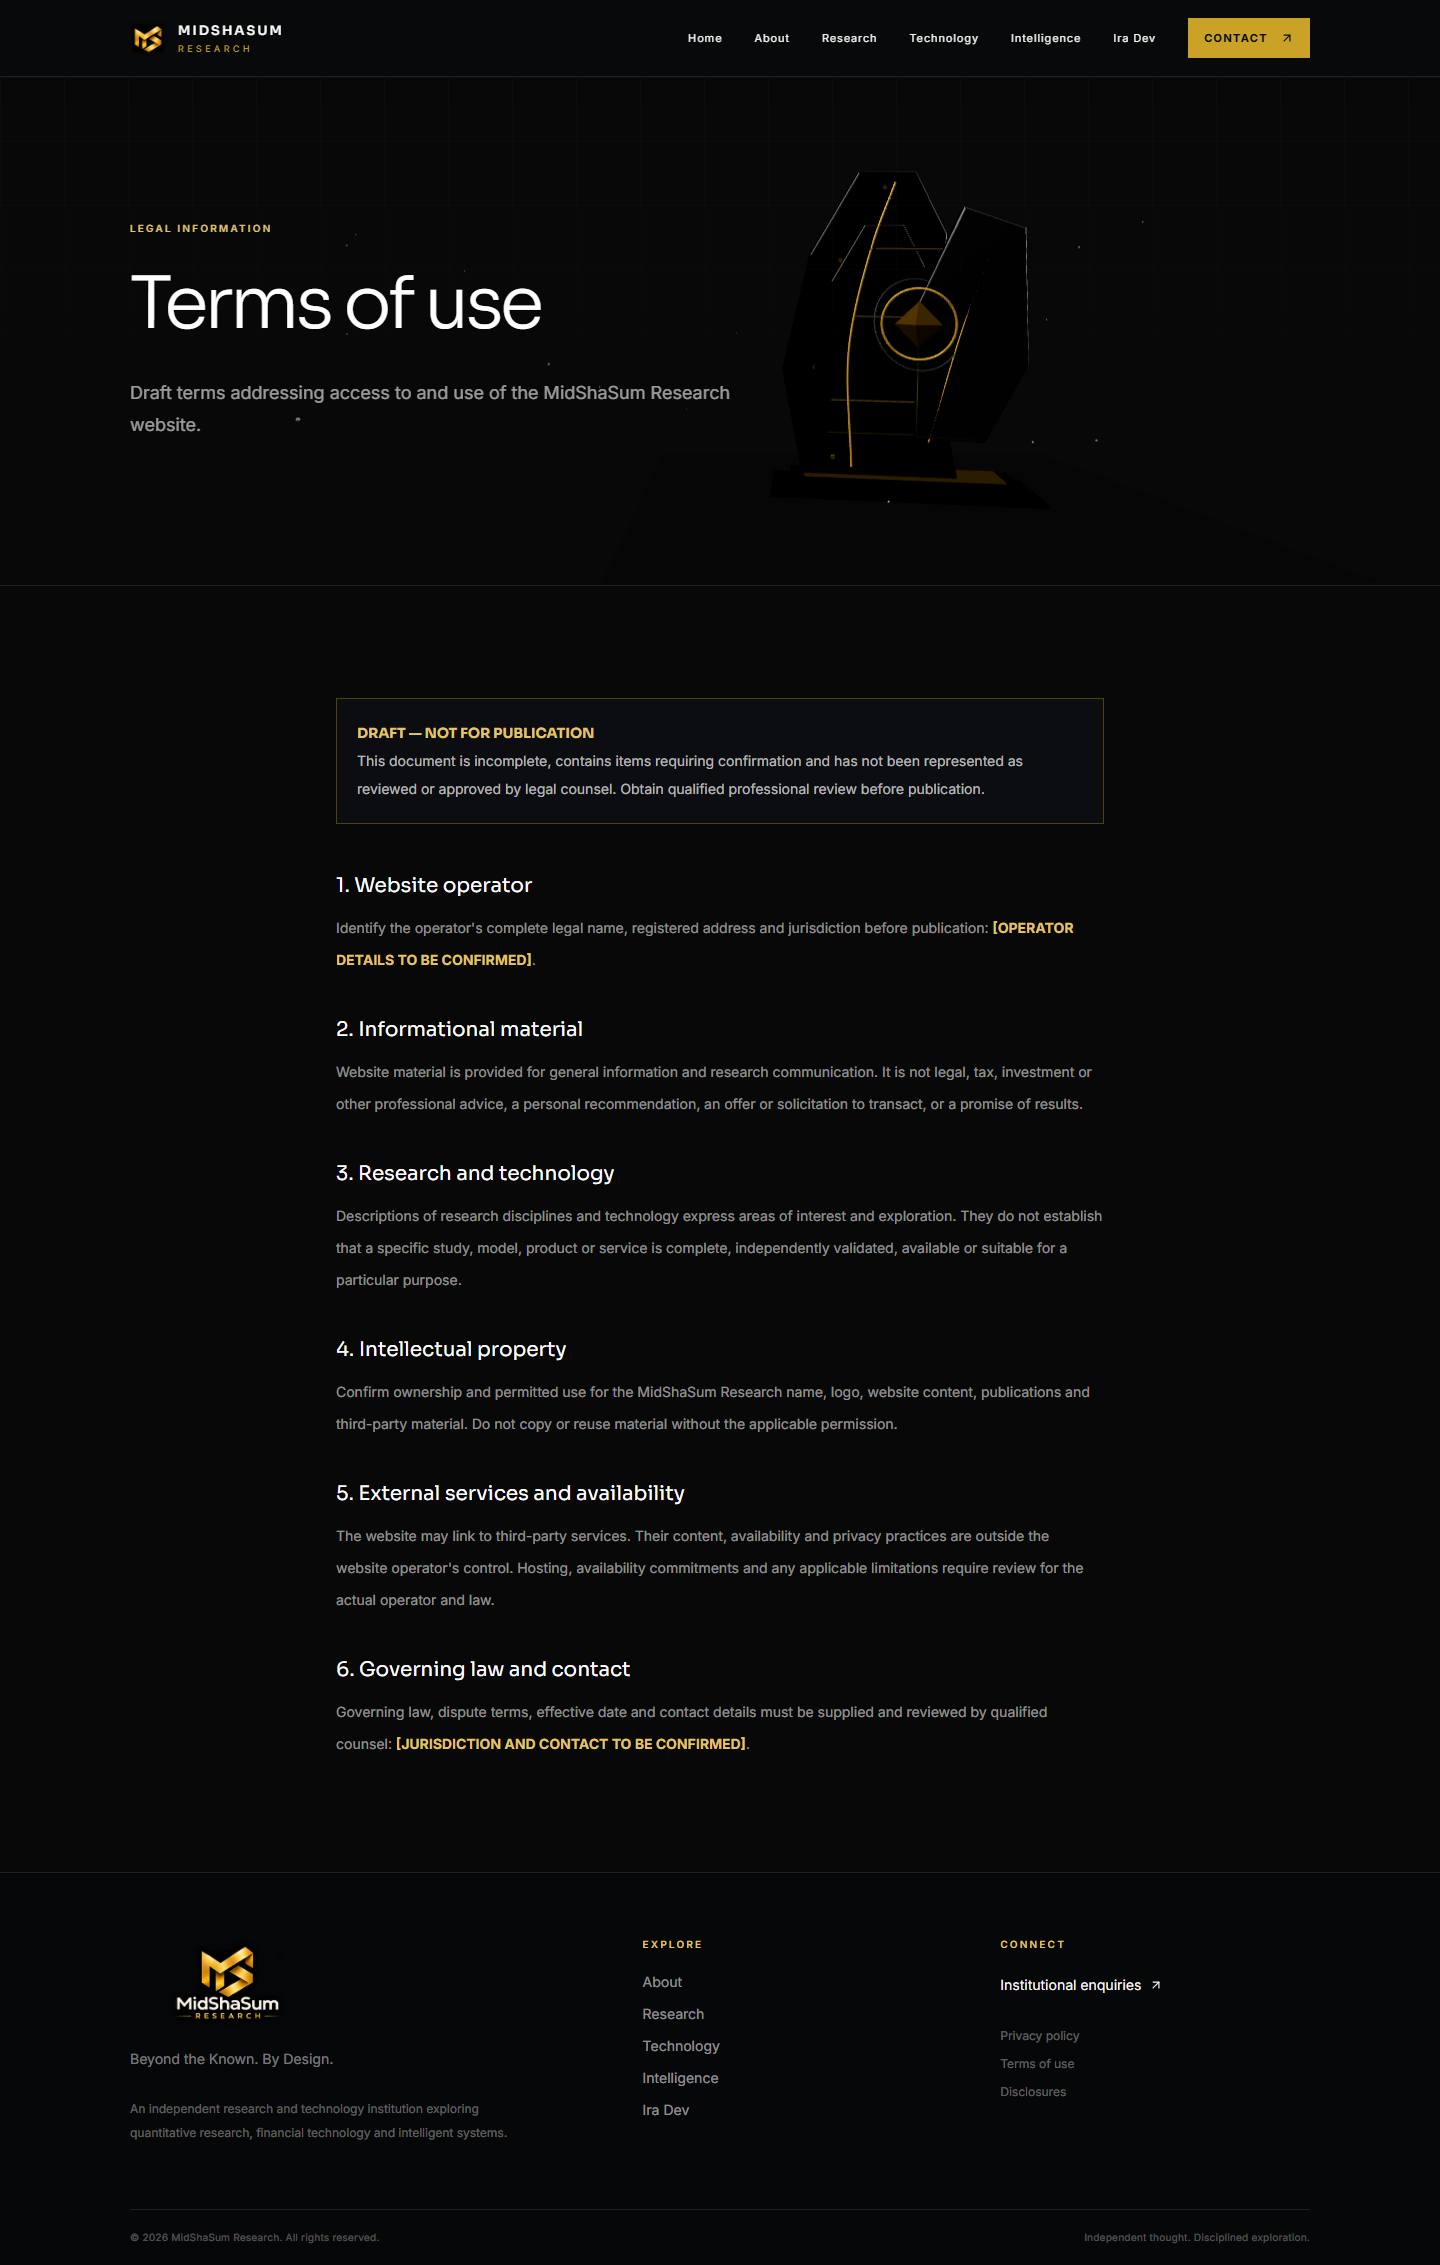 MIDSHASUM
RESEARCH
Home
About
Research
Technology
Intelligence
Ira Dev
CONTACT
LEGAL INFORMATION
Terms of use
Draft terms addressing access to and use of the MidShaSum Research
website.
DRAFT — NOT FOR PUBLICATION
This document is incomplete, contains items requiring confirmation and has not been represented as
reviewed or approved by legal counsel. Obtain qualified professional review before publication.
1. Website operator
Identify the operator's complete legal name, registered address and jurisdiction before publication: [OPERATOR
DETAILS TO BE CONFIRMED].
2. Informational material
Website material is provided for general information and research communication. It is not legal, tax, investment or
other professional advice, a personal recommendation, an offer or solicitation to transact, or a promise of results.
3. Research and technology
Descriptions of research disciplines and technology express areas of interest and exploration. They do not establish
that a specific study, model, product or service is complete, independently validated, available or suitable for a
particular purpose.
4. Intellectual property
Confirm ownership and permitted use for the MidShaSum Research name, logo, website content, publications and
third-party material. Do not copy or reuse material without the applicable permission.
5. External services and availability
The website may link to third-party services. Their content, availability and privacy practices are outside the
website operator's control. Hosting, availability commitments and any applicable limitations require review for the
actual operator and law.
6. Governing law and contact
Governing law, dispute terms, effective date and contact details must be supplied and reviewed by qualified
counsel: [JURISDICTION AND CONTACT TO BE CONFIRMED].
MidShaSum
RESEARCH
Beyond the Known. By Design.
An independent research and technology institution exploring
quantitative research, financial technology and intelligent systems.
EXPLORE
About
Research
Technology
Intelligence
Ira Dev
CONNECT
Institutional enquiries
Privacy policy
Terms of use
Disclosures
© 2026 MidShaSum Research. All rights reserved.
Independent thought. Disciplined exploration.